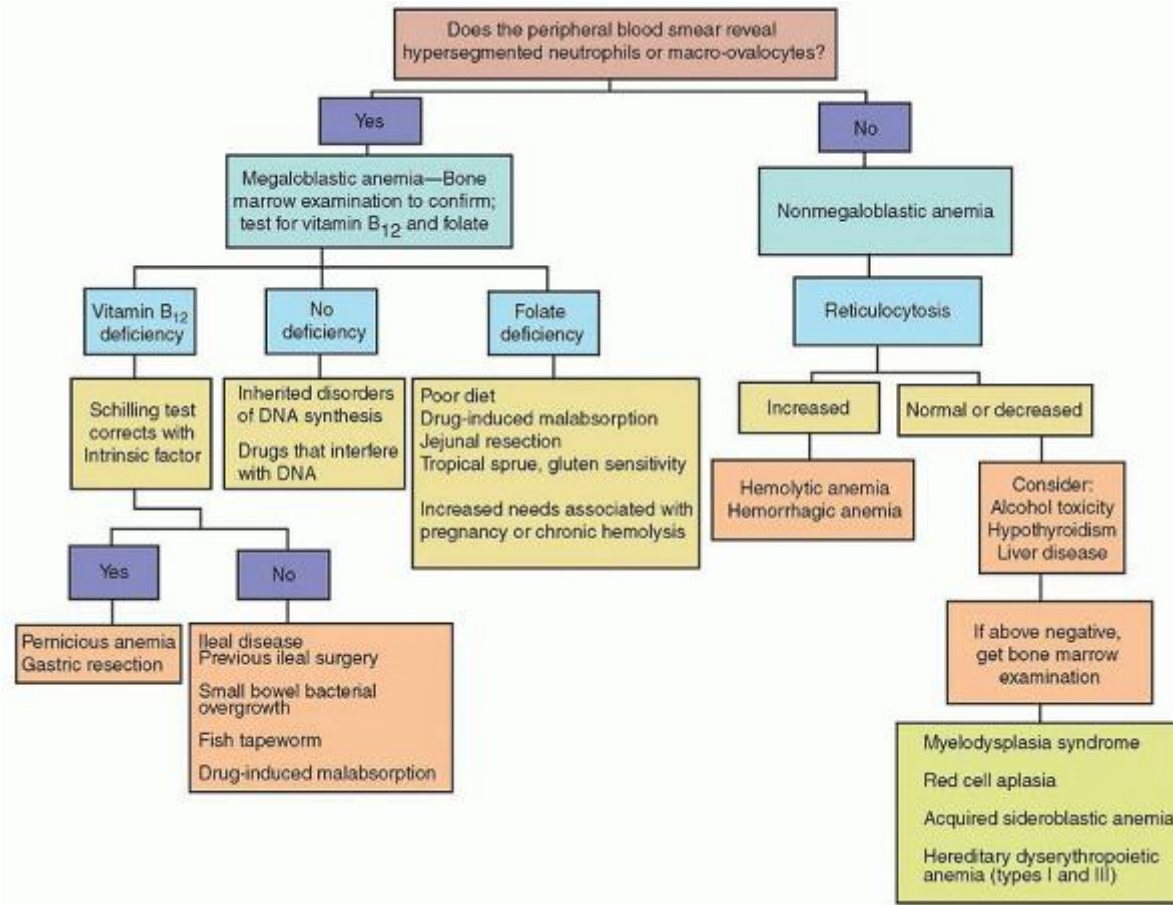 Does the peripheral blood smear reveal
hypersegmented neutrophils or macro-ovalocytes?
Yes
No
Megaloblastic anemia—Bone
marrow examination to confirm;
test for vitamin B12 and folate
Nonmegaloblastic anemia
Vitamin B12
deficiency
No
deficiency
Folate
deficiency
Reticulocytosis
Schilling test
corrects with
Intrinsic factor
Inherited disorders
of DNA synthesis
Drugs that interfere
with DNA
Poor diet
Drug-induced malabsorption
Jejunal resection
Tropical sprue, gluten sensitivity
Increased needs associated with
pregnancy or chronic hemolysis
Increased
Normal or decreased
Hemolytic anemia
Hemorrhagic anemia
Consider:
Alcohol toxicity
Hypothyroidism
Liver disease
Yes
No
Pernicious anemia
Gastric resection
Ileal disease
Previous ileal surgery
Small bowel bacterial
overgrowth
Fish tapeworm
Drug-induced malabsorption
If above negative,
get bone marrow
examination
Myelodysplasia syndrome
Red cell aplasia
Acquired sideroblastic anemia
Hereditary dyserythropoietic
anemia (types I and III)